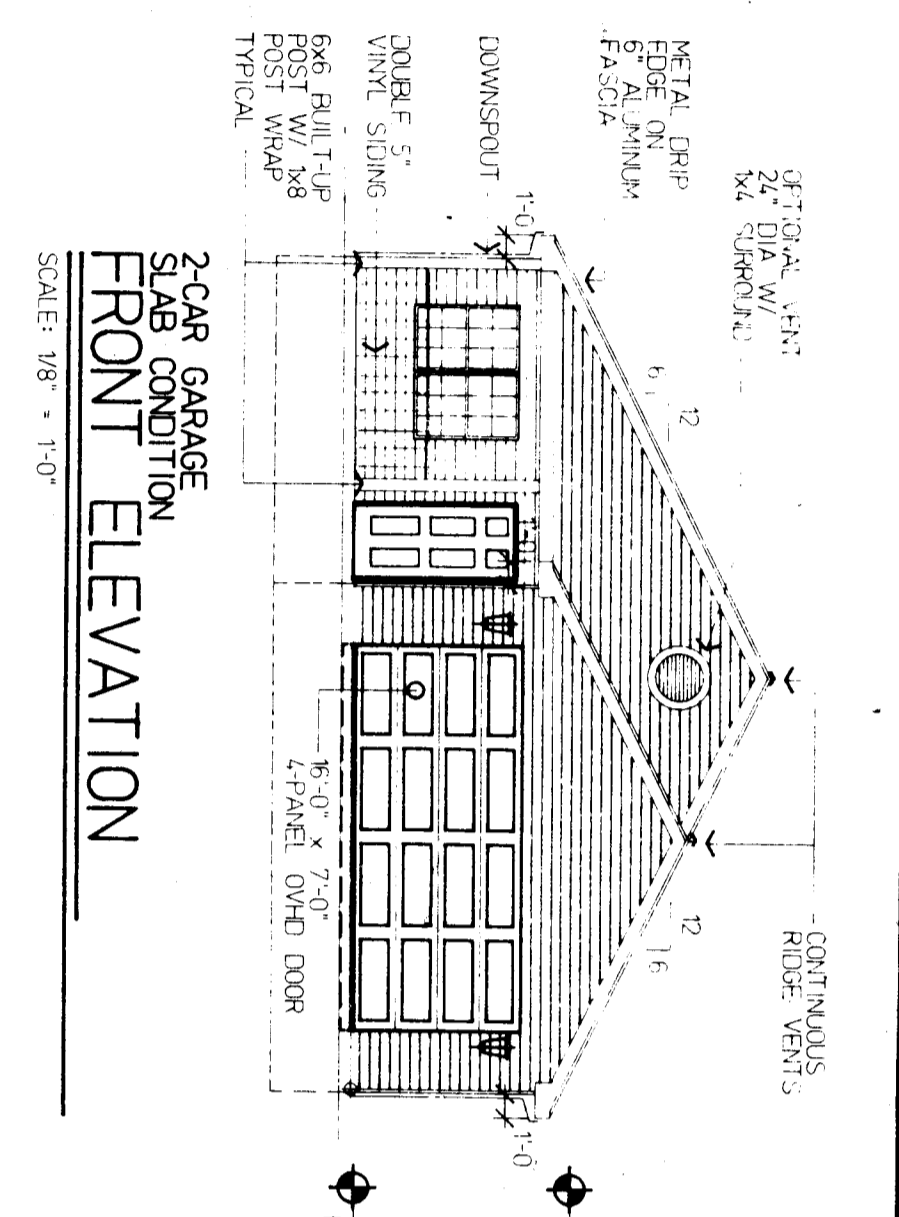 OPTIONAL VENT
24" DIA W/
1x4 SURROUND
METAL DRIP
EDGE ON
6" ALUMINUM
FASCIA
DOWNSPOUT
DOUBLE 5"
VINYL SIDING
6x6 BUILT-UP
POST W/ 1x8
POST WRAP
TYPICAL
CONTINUOUS
RIDGE VENTS
6
12
12
6
1'-0
1'-0
1'-0
16'-0" x 7'-0"
4-PANEL OVHD DOOR
2-CAR GARAGE
SLAB CONDITION
FRONT ELEVATION
SCALE: 1/8" = 1'-0"